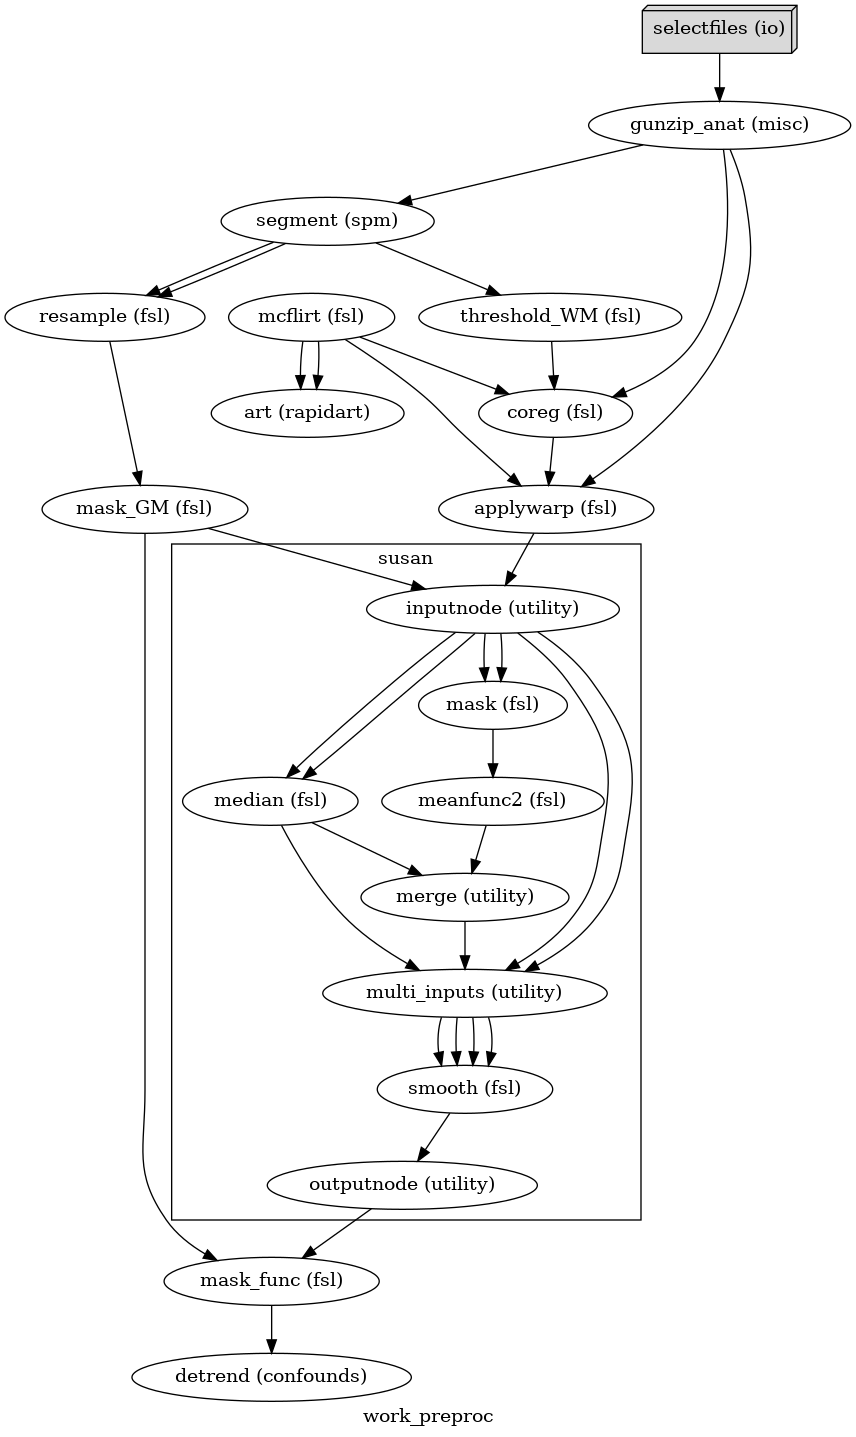 selectfiles (io)
gunzip_anat (misc)
segment (spm)
resample (fsl)
mcflirt (fsl)
threshold_WM (fsl)
art (rapidart)
coreg (fsl)
mask_GM (fsl)
applywarp (fsl)
susan
inputnode (utility)
mask (fsl)
median (fsl)
meanfunc2 (fsl)
merge (utility)
multi_inputs (utility)
smooth (fsl)
outputnode (utility)
mask_func (fsl)
detrend (confounds)
work_preproc